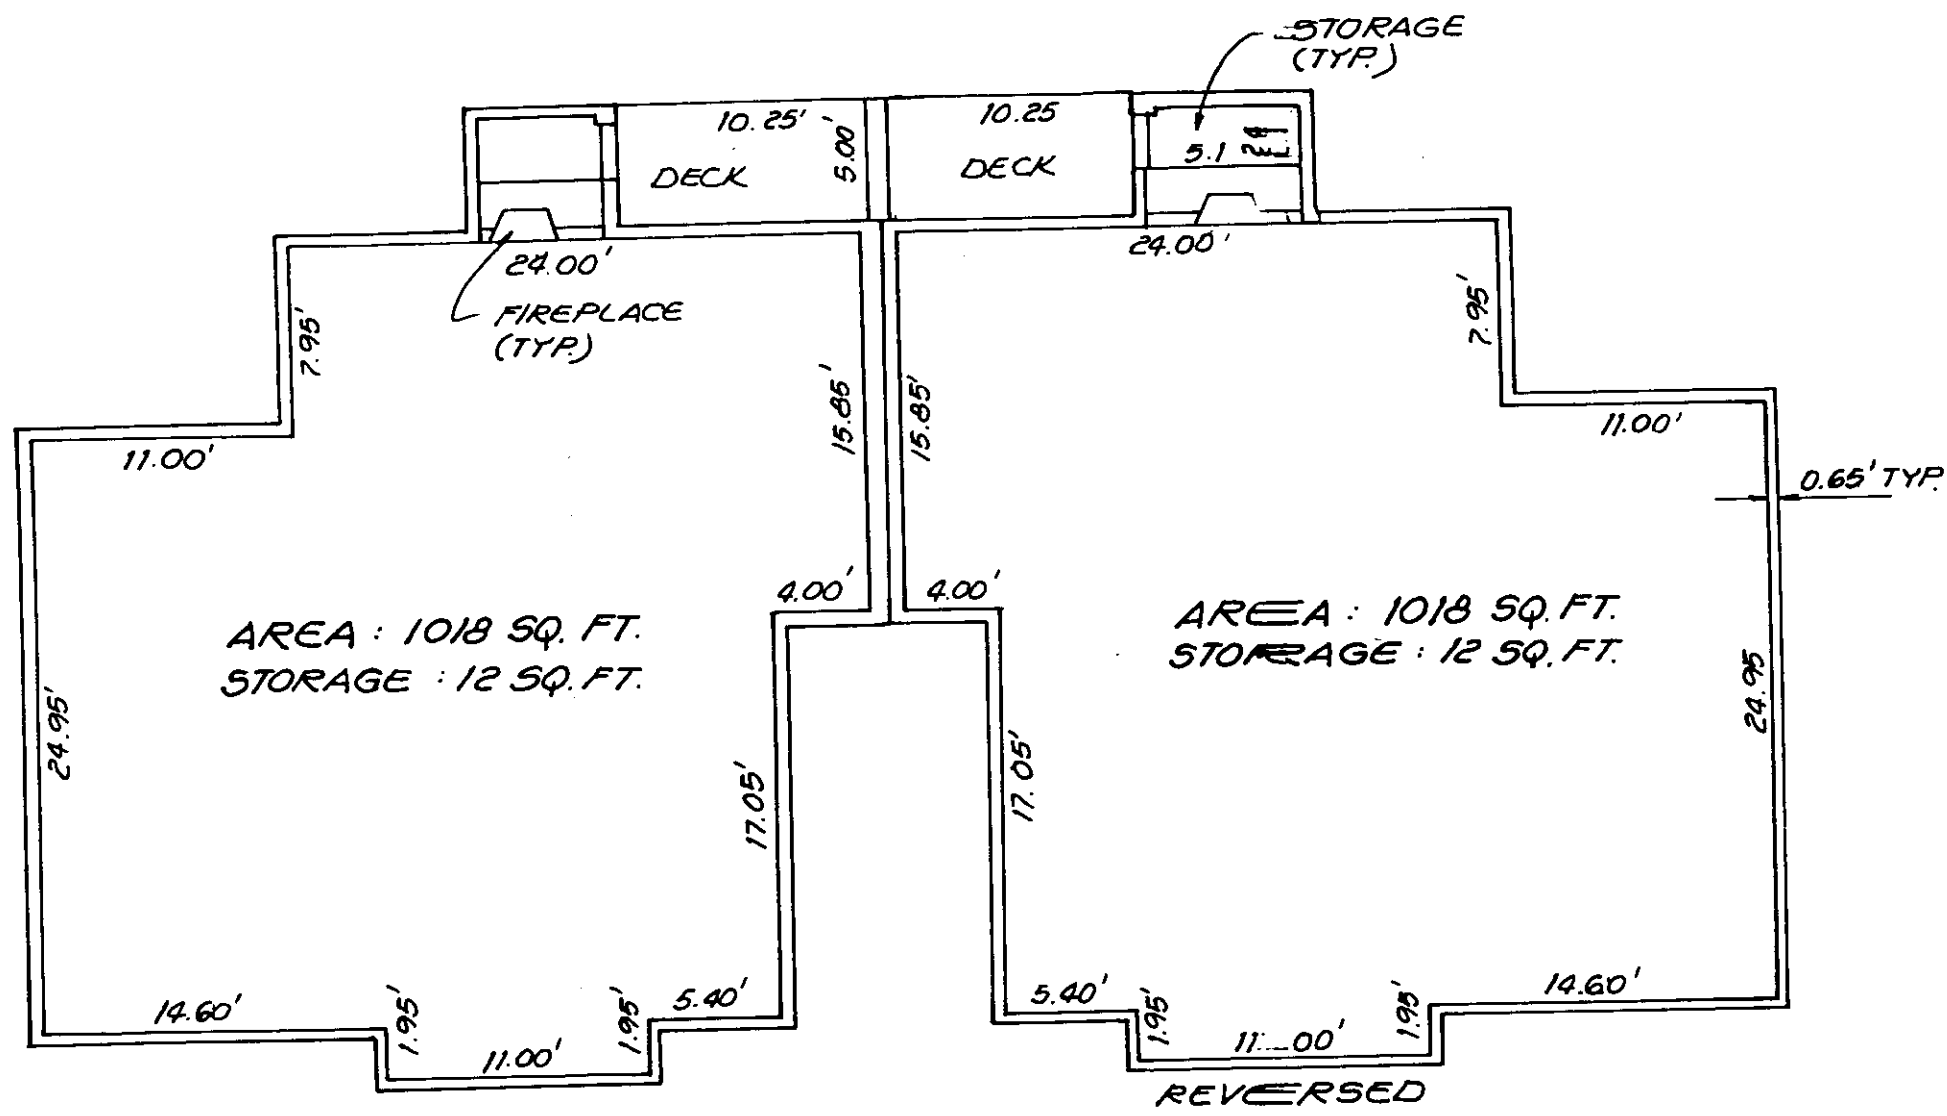 STORAGE
(TYP.)
10.25'
5.00'
10.25
DECK
DECK
5.1
24.00'
24.00'
FIREPLACE
(TYP.)
7.95'
7.95'
15.85'
15.85'
11.00'
11.00'
0.65' TYP.
4.00'
4.00'
AREA : 1018 SQ. FT.
STORAGE : 12 SQ. FT.
AREA : 1018 SQ. FT.
STORAGE : 12 SQ. FT.
24.95'
24.95
17.05'
17.05'
14.60'
1.95'
11.00'
1.95'
5.40'
5.40'
1.95'
11.00'
1.95'
14.60'
REVERSED